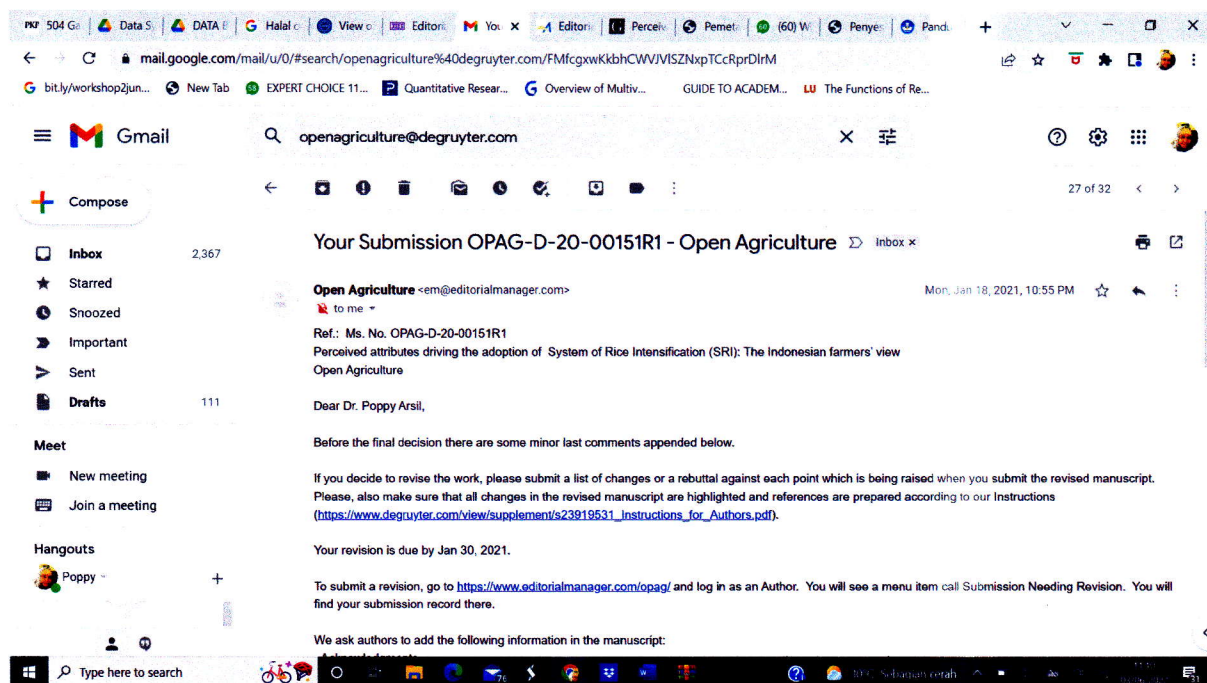 PKP 504 Ga
Data S
DATA E
Halal c
View o
Editori
You
Editori
Perceiv
Pemeta
(60) W
Penye
Pand
mail.google.com/mail/u/0/#search/openagriculture%40degruyter.com/FMfcgxwKkbhCWVJVlSZNxpTCcRprDlrM
bit.ly/workshop2jun...
New Tab
EXPERT CHOICE 11...
Quantitative Resear...
Overview of Multiv...
GUIDE TO ACADEM...
LU The Functions of Re...
Gmail
openagriculture@degruyter.com
Compose
27 of 32
Inbox 2,367
Starred
Snoozed
Important
Sent
Drafts 111
Meet
New meeting
Join a meeting
Hangouts
Poppy
Your Submission OPAG-D-20-00151R1 - Open Agriculture
Inbox ×
Open Agriculture <em@editorialmanager.com>
Mon, Jan 18, 2021, 10:55 PM
to me
Ref.: Ms. No. OPAG-D-20-00151R1
Perceived attributes driving the adoption of System of Rice Intensification (SRI): The Indonesian farmers' view
Open Agriculture
Dear Dr. Poppy Arsil,
Before the final decision there are some minor last comments appended below.
If you decide to revise the work, please submit a list of changes or a rebuttal against each point which is being raised when you submit the revised manuscript.
Please, also make sure that all changes in the revised manuscript are highlighted and references are prepared according to our Instructions
(https://www.degruyter.com/view/supplement/s23919531_Instructions_for_Authors.pdf).
Your revision is due by Jan 30, 2021.
To submit a revision, go to https://www.editorialmanager.com/opag/ and log in as an Author. You will see a menu item call Submission Needing Revision. You will
find your submission record there.
We ask authors to add the following information in the manuscript:
Type here to search
76
Sebagian cerah
31